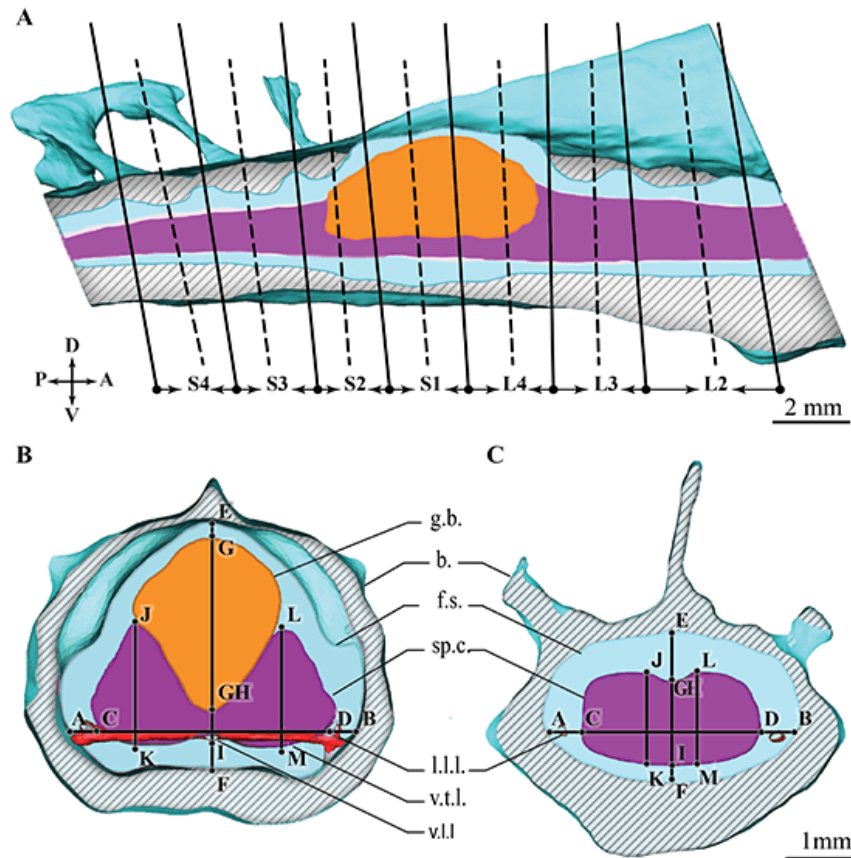 A
D
P A
V
S4 S3 S2 S1 L4 L3 L2
2 mm
B
C
E
G
J
L
GH
A
C
D
B
K
I
M
F
g.b.
b.
f.s.
sp.c.
l.l.l.
v.t.l.
v.l.l
E
J
L
GH
A
C
D
B
K
I
M
F
1mm